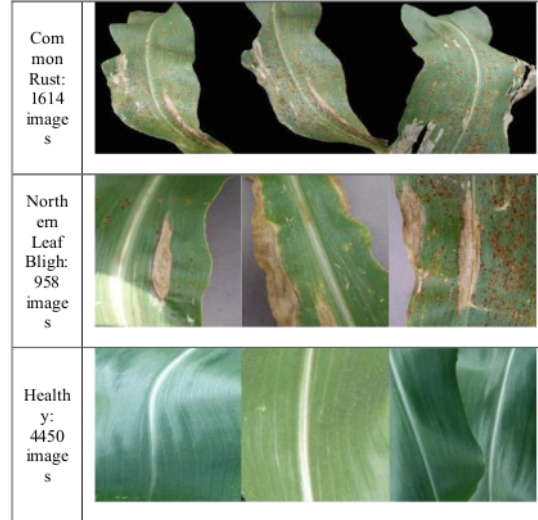 Com
mon
Rust:
1614
image
s
North
ern
Leaf
Bligh:
958
image
s
Health
y:
4450
image
s